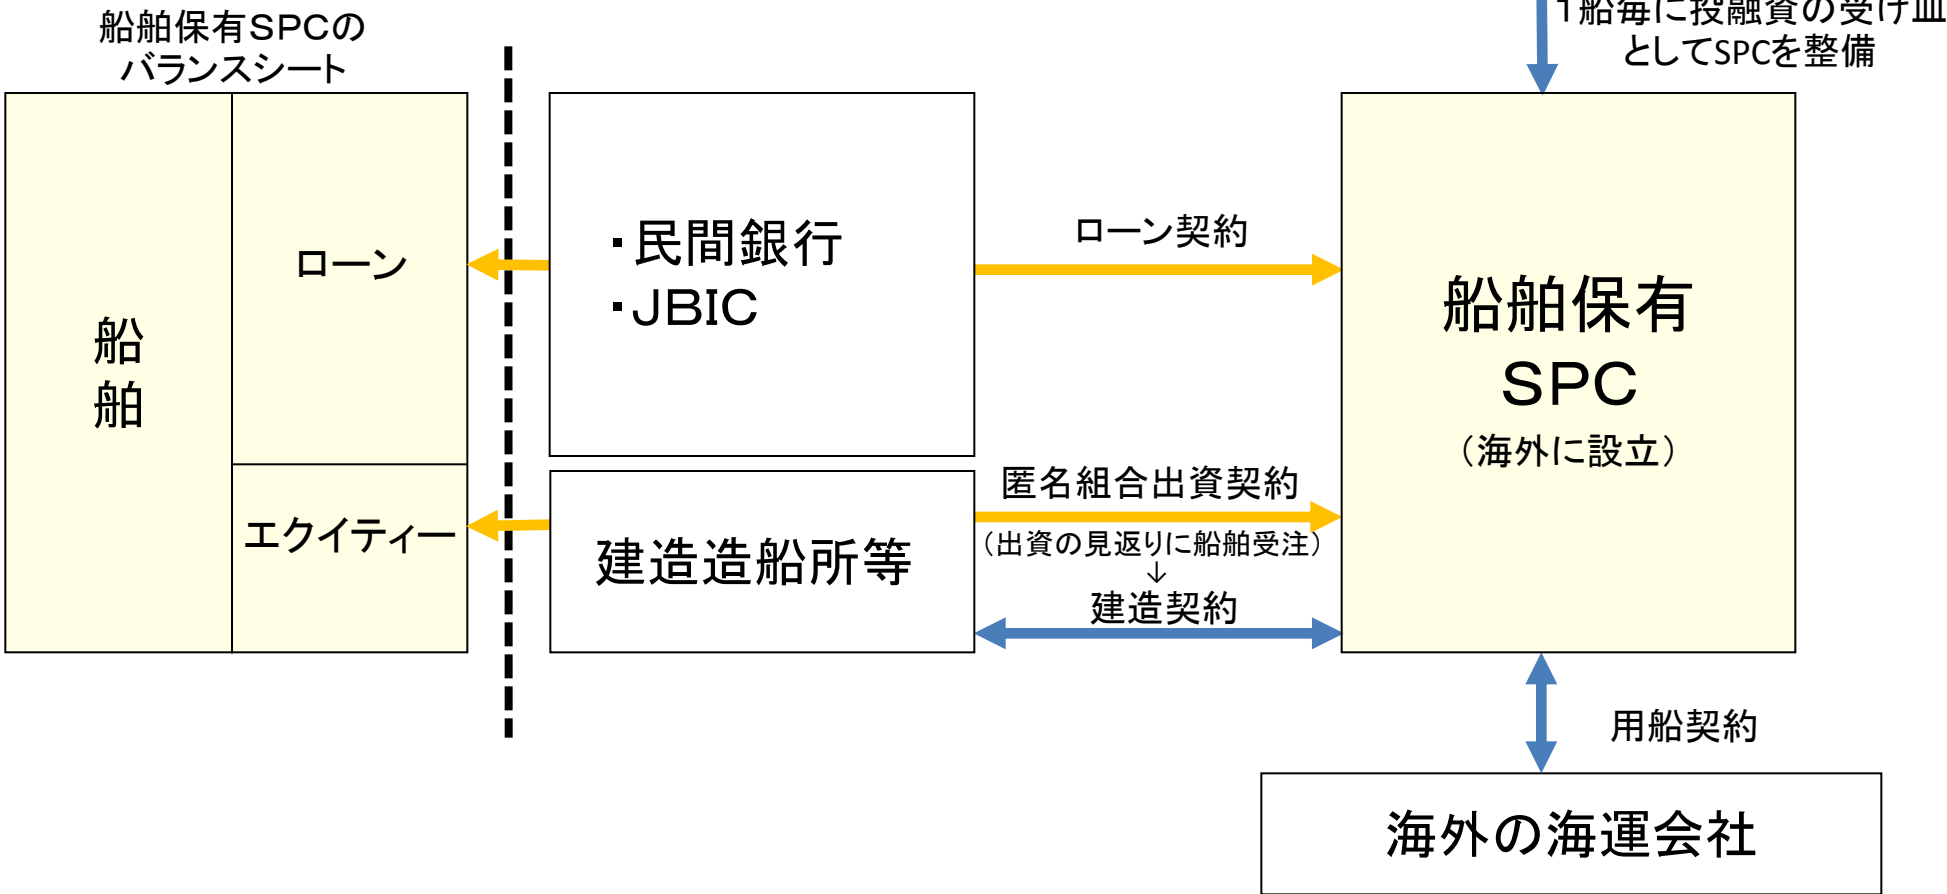 船舶保有SPCの
バランスシート
1船毎に投融資の受け皿
としてSPCを整備
船
舶
ローン
エクイティー
・民間銀行
・JBIC
建造造船所等
ローン契約
匿名組合出資契約
（出資の見返りに船舶受注）
↓
建造契約
船舶保有
SPC
（海外に設立）
用船契約
海外の海運会社